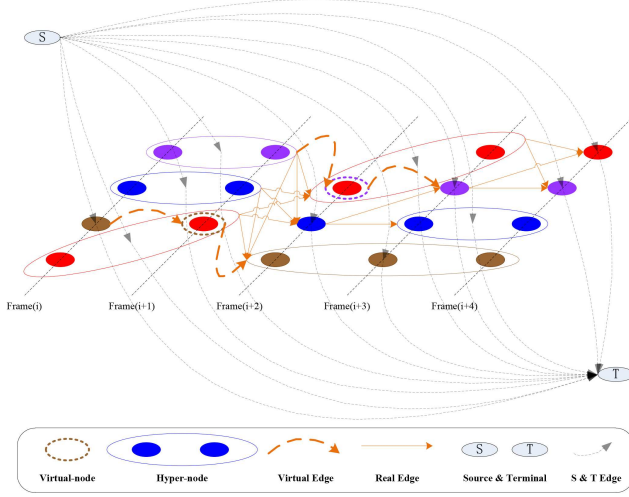 S
Frame(i)
Frame(i+1)
Frame(i+2)
Frame(i+3)
Frame(i+4)
T
S
T
Virtual-node
Hyper-node
Virtual Edge
Real Edge
Source & Terminal
S & T Edge